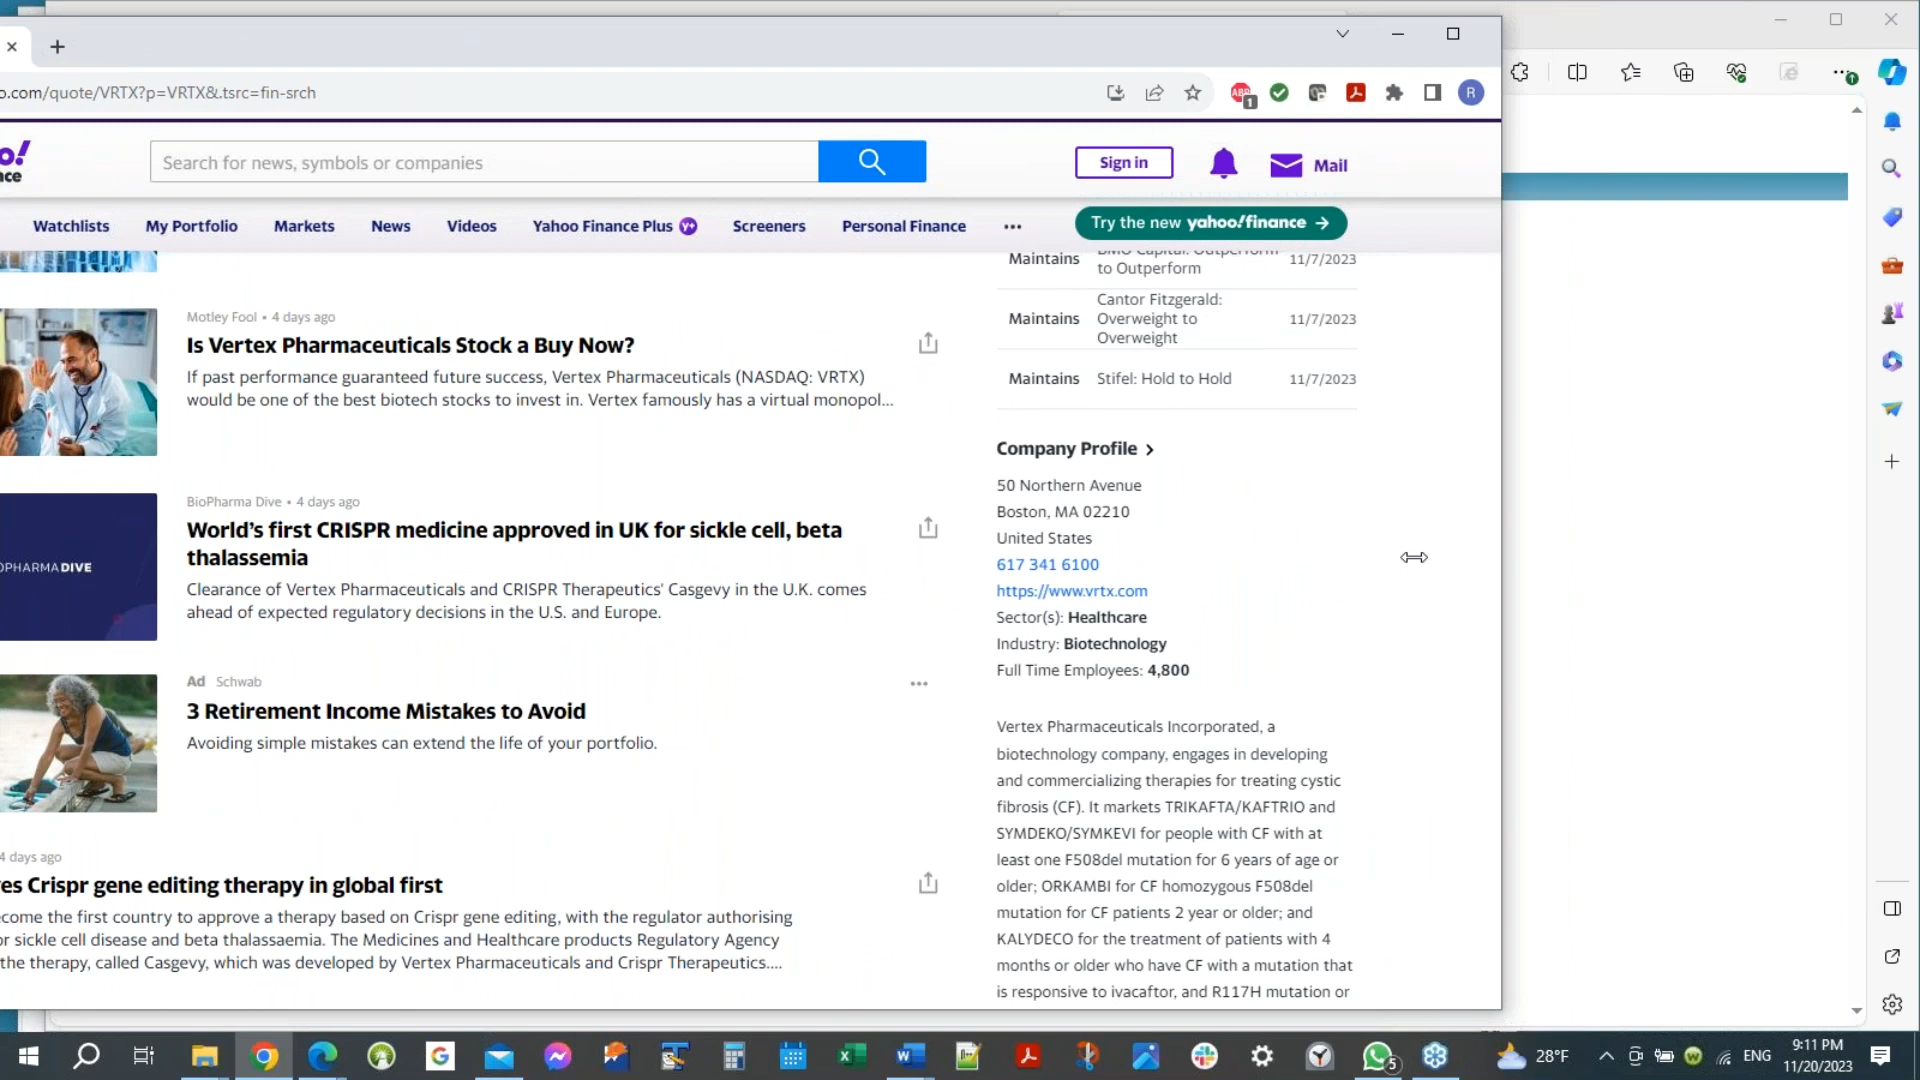 o.com/quote/VRTX?p=VRTX&.tsrc=fin-srch
ABP
1
R
o!
nce
Search for news, symbols or companies
Sign in
Mail
Watchlists
My Portfolio
Markets
News
Videos
Yahoo Finance Plus
Screeners
Personal Finance
Try the new yahoo!finance →
Motley Fool • 4 days ago
Is Vertex Pharmaceuticals Stock a Buy Now?
If past performance guaranteed future success, Vertex Pharmaceuticals (NASDAQ: VRTX)
would be one of the best biotech stocks to invest in. Vertex famously has a virtual monopol...
OPHARMADIVE
BioPharma Dive • 4 days ago
World's first CRISPR medicine approved in UK for sickle cell, beta
thalassemia
Clearance of Vertex Pharmaceuticals and CRISPR Therapeutics' Casgevy in the U.K. comes
ahead of expected regulatory decisions in the U.S. and Europe.
Ad Schwab
3 Retirement Income Mistakes to Avoid
Avoiding simple mistakes can extend the life of your portfolio.
4 days ago
es Crispr gene editing therapy in global first
come the first country to approve a therapy based on Crispr gene editing, with the regulator authorising
or sickle cell disease and beta thalassaemia. The Medicines and Healthcare products Regulatory Agency
the therapy, called Casgevy, which was developed by Vertex Pharmaceuticals and Crispr Therapeutics....
Maintains BMO Capital: Outperform 11/7/2023
to Outperform
Maintains Cantor Fitzgerald: 11/7/2023
Overweight to
Overweight
Maintains Stifel: Hold to Hold 11/7/2023
Company Profile
50 Northern Avenue
Boston, MA 02210
United States
617 341 6100
https://www.vrtx.com
Sector(s): Healthcare
Industry: Biotechnology
Full Time Employees: 4,800
Vertex Pharmaceuticals Incorporated, a
biotechnology company, engages in developing
and commercializing therapies for treating cystic
fibrosis (CF). It markets TRIKAFTA/KAFTRIO and
SYMDEKO/SYMKEVI for people with CF with at
least one F508del mutation for 6 years of age or
older; ORKAMBI for CF homozygous F508del
mutation for CF patients 2 year or older; and
KALYDECO for the treatment of patients with 4
months or older who have CF with a mutation that
is responsive to ivacaftor, and R117H mutation or
5
28°F
ENG
9:11 PM
11/20/2023